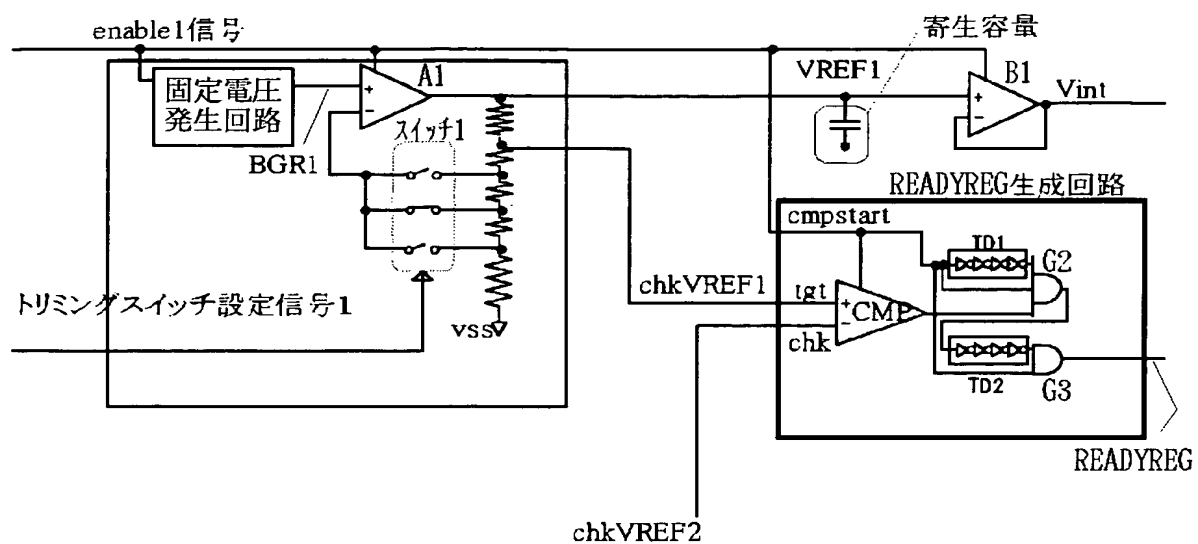 enable1信号
寄生容量
固定電圧
発生回路
A1
VREF1
B1
Vint
BGR1
スイッチ1
READYREG生成回路
cmpstart
TD1
G2
トリミングスイッチ設定信号1
chkVREF1
tgt
CMP
chk
vss
TD2
G3
READYREG
chkVREF2